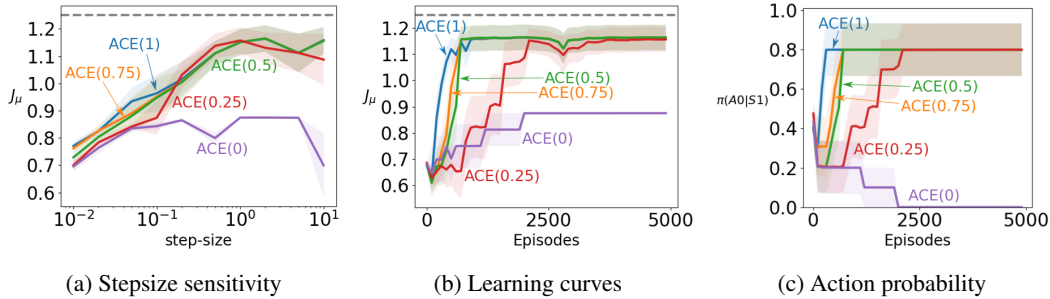 1.2
1.1
1.0
J_μ
0.9
0.8
0.7
0.6
ACE(1)
ACE(0.75)
ACE(0.5)
ACE(0.25)
ACE(0)
10^−2
10^−1
10^0
10^1
step-size
(a) Stepsize sensitivity
1.2
1.1
1.0
J_μ
0.9
0.8
0.7
0.6
ACE(1)
ACE(0.5)
ACE(0.75)
ACE(0)
ACE(0.25)
0
2500
5000
Episodes
(b) Learning curves
1.0
0.8
π(A0|S1)
0.6
0.4
0.2
0.0
ACE(1)
ACE(0.5)
ACE(0.75)
ACE(0.25)
ACE(0)
0
2500
5000
Episodes
(c) Action probability